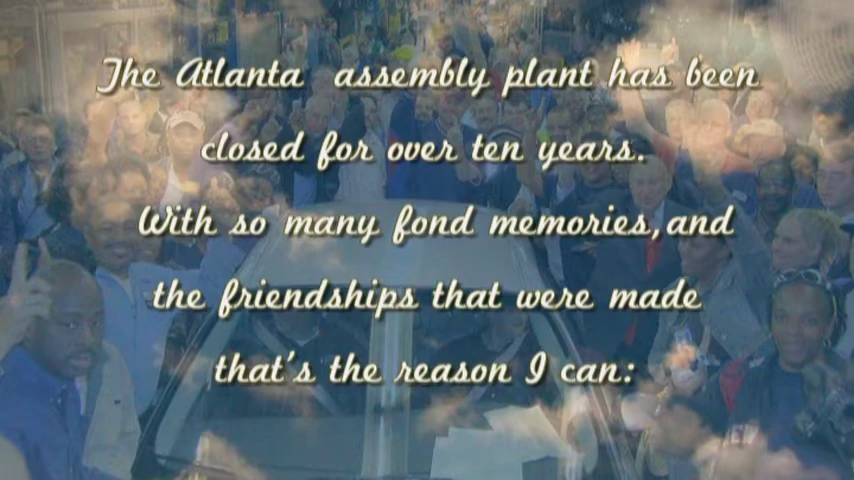 The Atlanta assembly plant has been
closed for over ten years.
With so many fond memories, and
the friendships that were made
that's the reason I can: